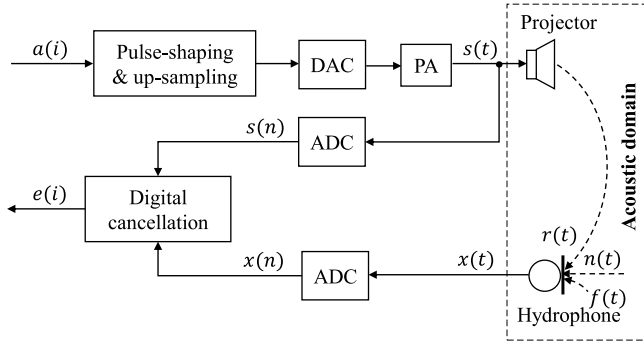 Projector
a(i)
Pulse-shaping
& up-sampling
DAC
PA
s(t)
s(n)
ADC
Acoustic domain
e(i)
Digital
cancellation
r(t)
x(n)
ADC
x(t)
n(t)
f(t)
Hydrophone